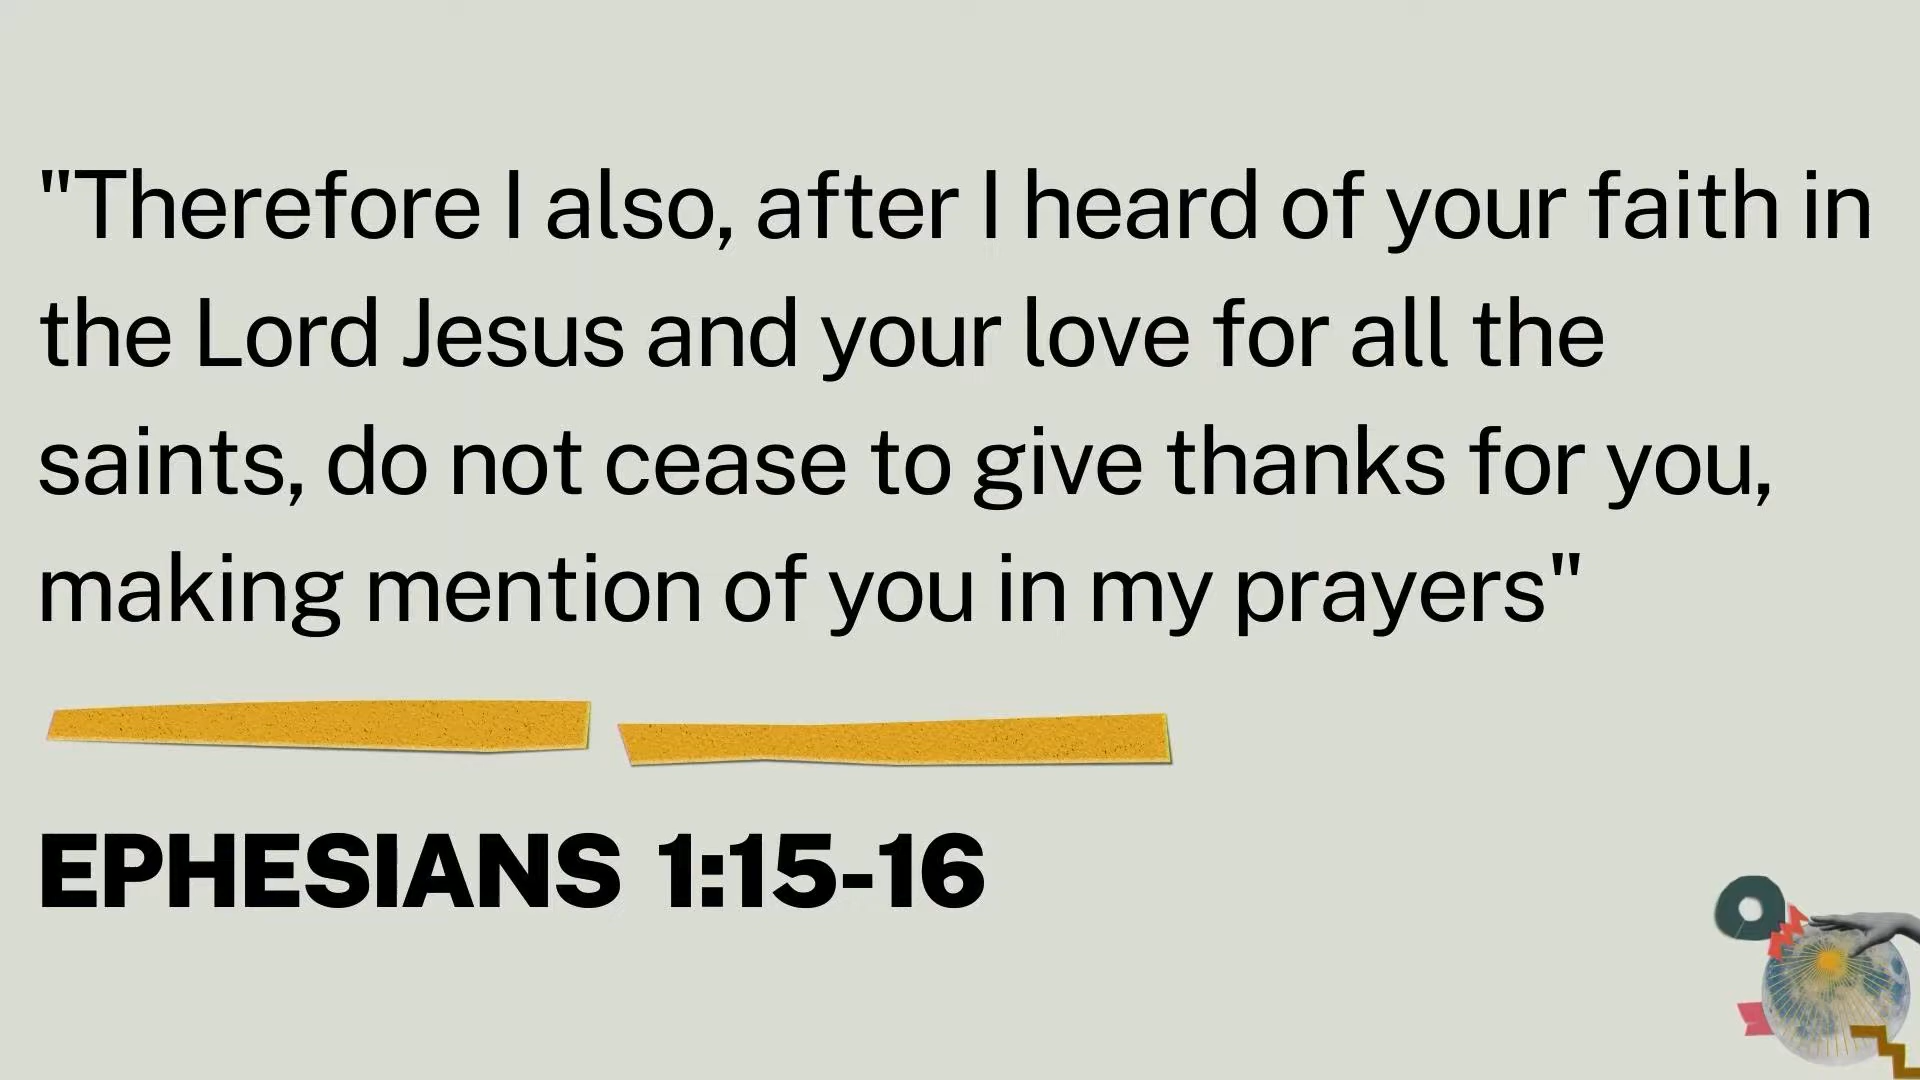 "Therefore I also, after I heard of your faith in
the Lord Jesus and your love for all the
saints, do not cease to give thanks for you,
making mention of you in my prayers"
EPHESIANS 1:15-16